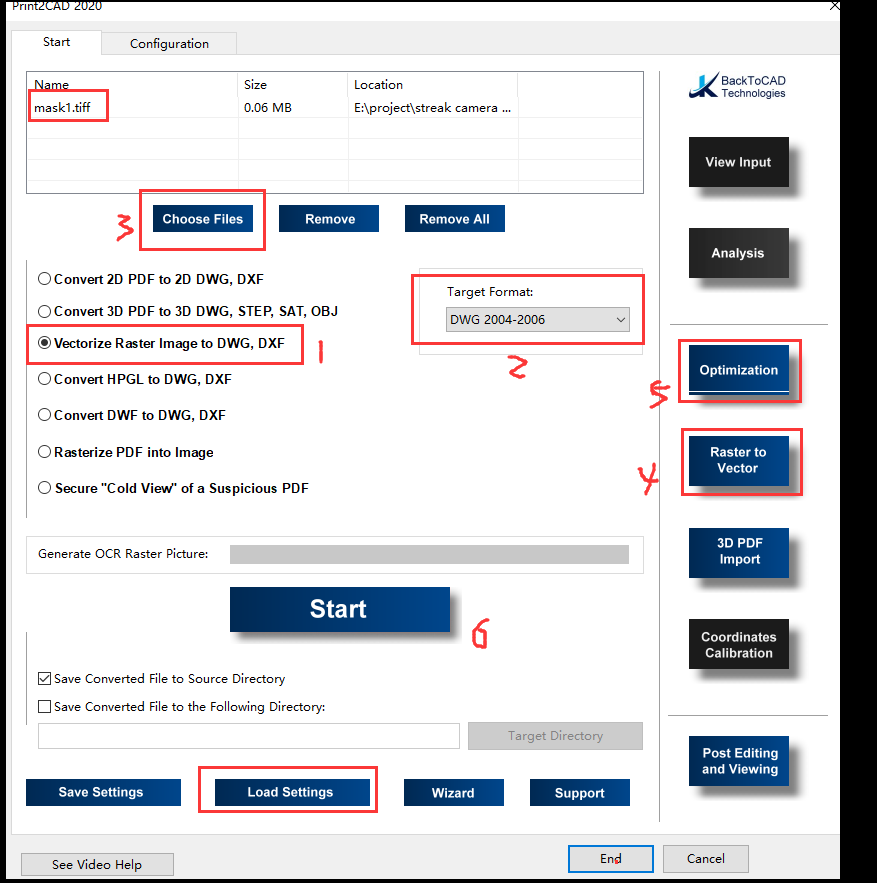 Print2CAD 2020
Start Configuration
BackToCAD
Technologies
Name Size Location
mask1.tiff 0.06 MB E:\project\streak camera ...
View Input
3 Choose Files Remove Remove All
Analysis
Convert 2D PDF to 2D DWG, DXF
Convert 3D PDF to 3D DWG, STEP, SAT, OBJ
Vectorize Raster Image to DWG, DXF 1
Convert HPGL to DWG, DXF
Convert DWF to DWG, DXF
Rasterize PDF into Image
Secure "Cold View" of a Suspicious PDF
Target Format:
DWG 2004-2006
2
5 Optimization
4 Raster to
Vector
3D PDF
Import
Generate OCR Raster Picture:
Start
6
Coordinates
Calibration
Save Converted File to Source Directory
Save Converted File to the Following Directory:
Target Directory
Post Editing
and Viewing
Save Settings Load Settings Wizard Support
See Video Help End Cancel